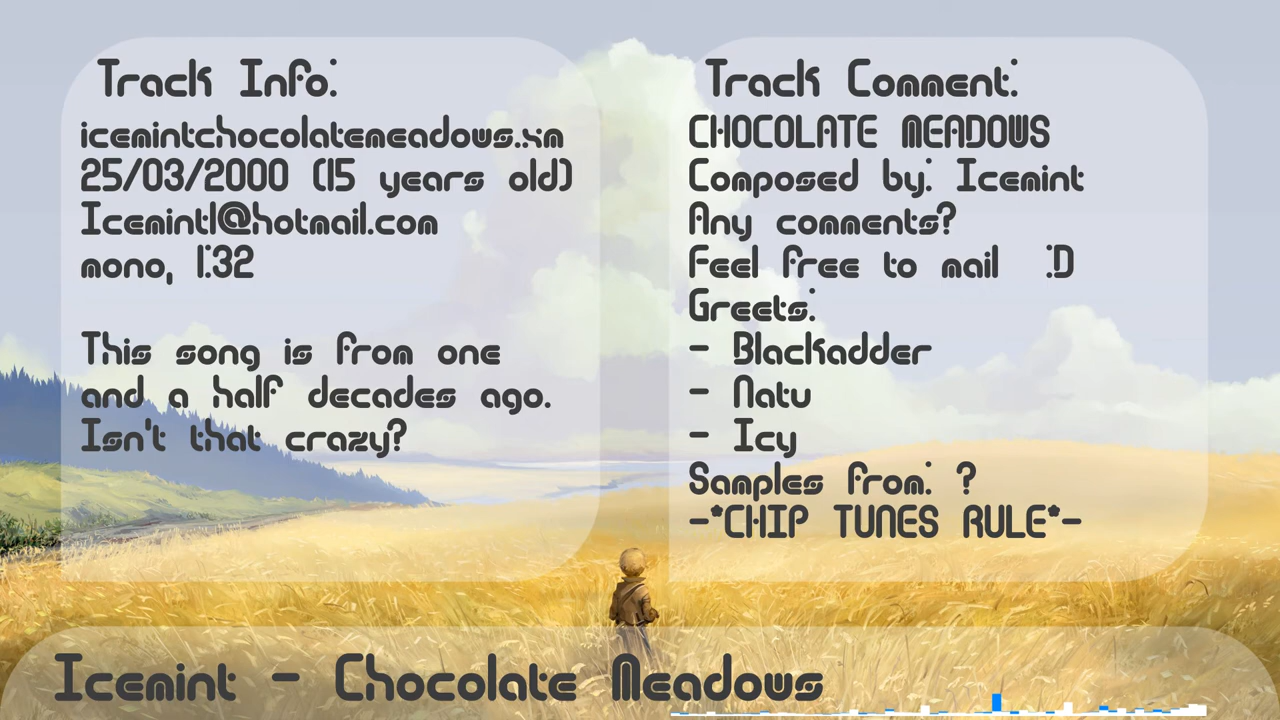 Track Info:
icemintchocolatemeadows.xm
25/03/2000 (15 years old)
Icemint1@hotmail.com
mono, 1:32
This song is from one
and a half decades ago.
Isn't that crazy?
Track Comment:
CHOCOLATE MEADOWS
Composed by: Icemint
Any comments?
Feel free to mail :D
Greets:
- Blackadder
- Natu
- Icy
Samples from: ?
-*CHIP TUNES RULE*-
Icemint - Chocolate Meadows